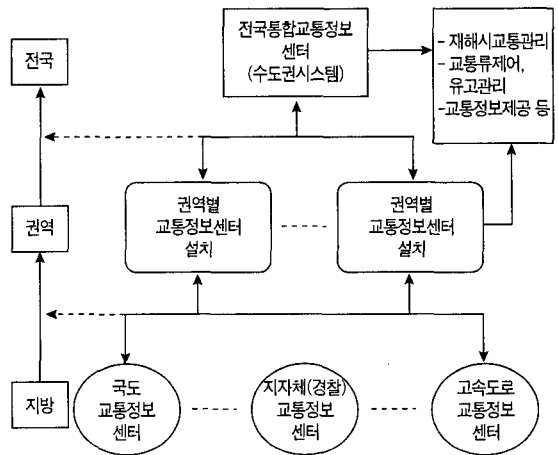 전국
전국통합교통정보
센터
(수도권시스템)
- 재해시교통관리
- 교통류제어,
유고관리
-교통정보제공 등
권역
권역별
교통정보센터
설치
권역별
교통정보센터
설치
지방
국도
교통정보
센터
지자체(경찰)
교통정보
센터
고속도로
교통정보
센터